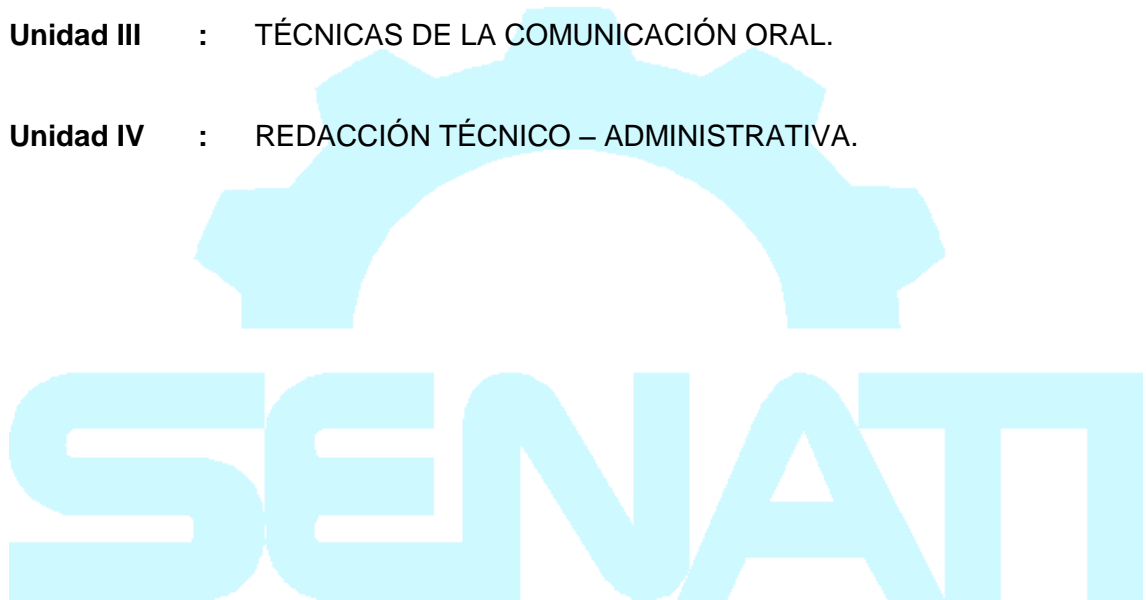 Unidad III : TÉCNICAS DE LA COMUNICACIÓN ORAL.
Unidad IV : REDACCIÓN TÉCNICO – ADMINISTRATIVA.
SENATI